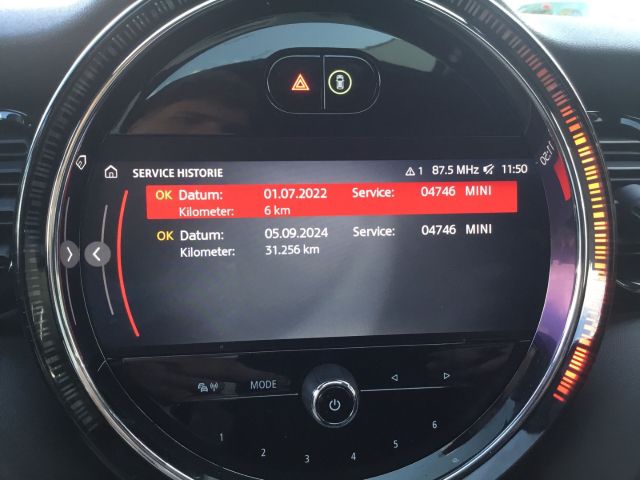 SERVICE HISTORIE 1 87.5 MHz 11:50
OK Datum: 01.07.2022 Service: 04746 MINI
Kilometer: 6 km
OK Datum: 05.09.2024 Service: 04746 MINI
Kilometer: 31.256 km
MODE
1 2 3 4 5 6